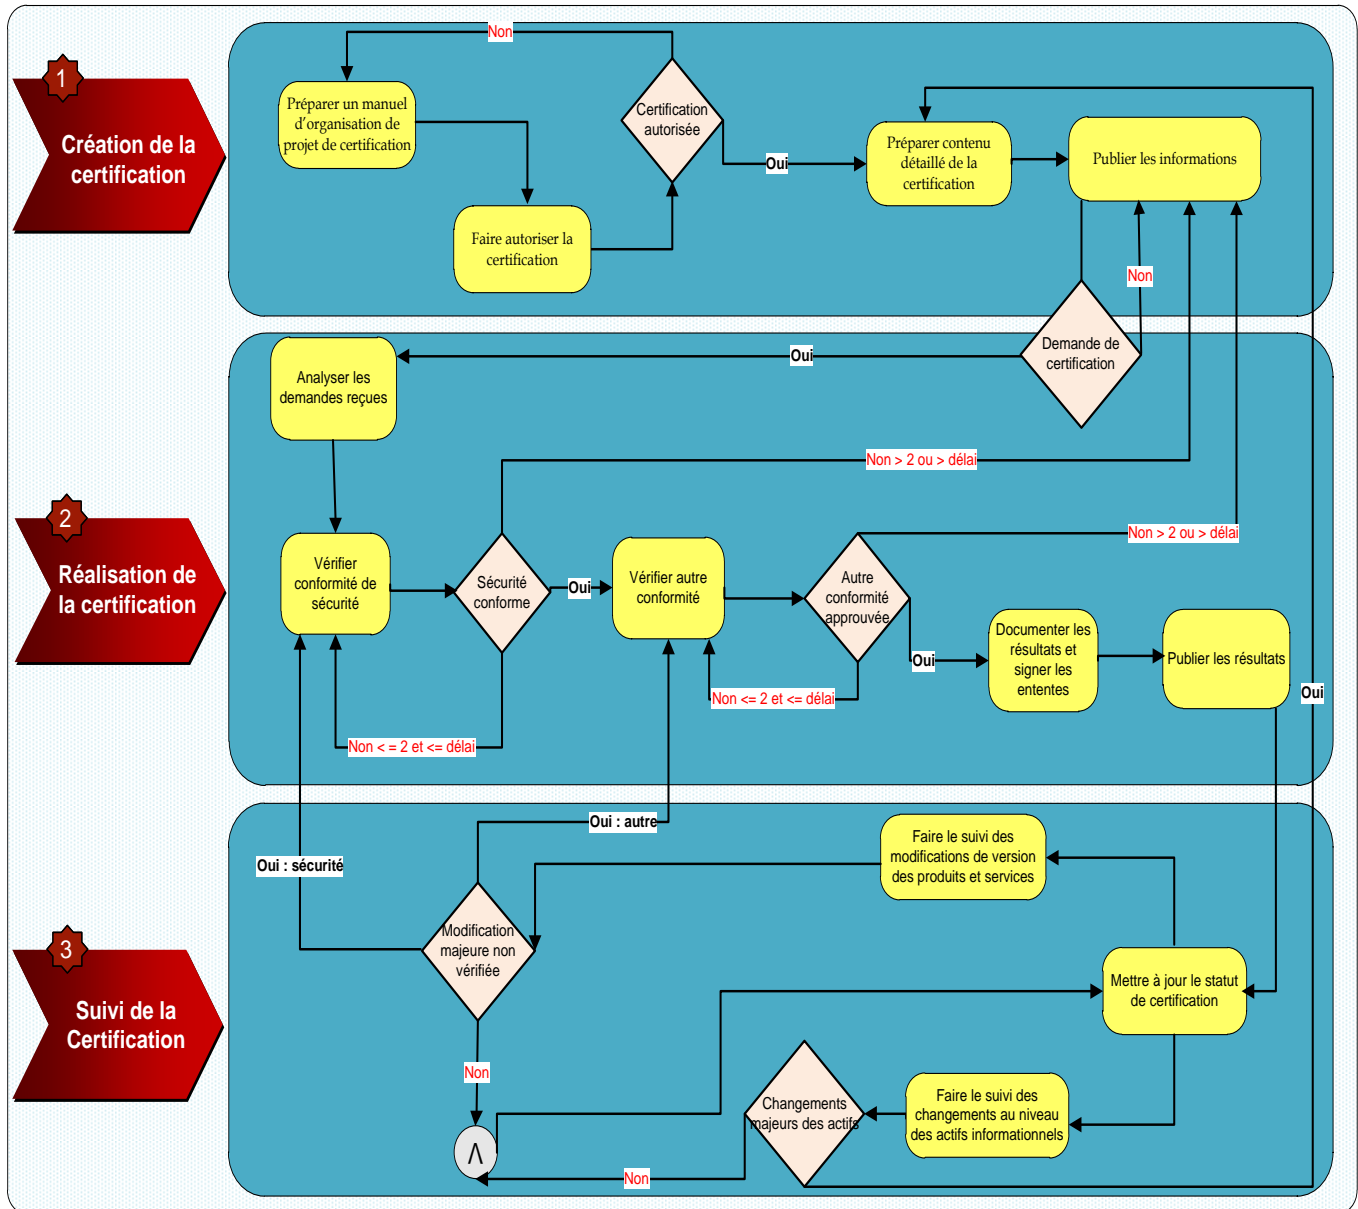 1
Création de la
certification
Non
Préparer un manuel
d'organisation de
projet de certification
Faire autoriser la
certification
Certification
autorisée
Oui
Préparer contenu
détaillé de la
certification
Publier les informations
Non
Demande de
certification
Oui
2
Réalisation de
la certification
Analyser les
demandes reçues
Non > 2 ou > délai
Non > 2 ou > délai
Vérifier
conformité de
sécurité
Sécurité
conforme
Oui
Vérifier autre
conformité
Autre
conformité
approuvée
Oui
Documenter les
résultats et
signer les
ententes
Publier les résultats
Oui
Non < = 2 et <= délai
Non <= 2 et <= délai
3
Suivi de la
Certification
Oui : autre
Oui : sécurité
Faire le suivi des
modifications de version
des produits et services
Modification
majeure non
vérifiée
Mettre à jour le statut
de certification
Non
Changements
majeurs des actifs
Faire le suivi des
changements au niveau
des actifs informationnels
Λ
Non